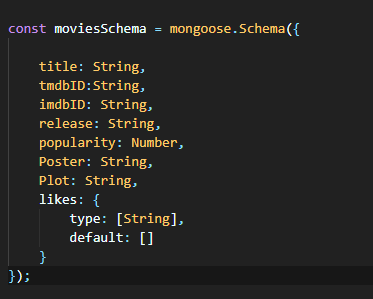 const moviesSchema = mongoose.Schema({
title: String,
tmdbID:String,
imdbID: String,
release: String,
popularity: Number,
Poster: String,
Plot: String,
likes: {
type: [String],
default: []
}
});